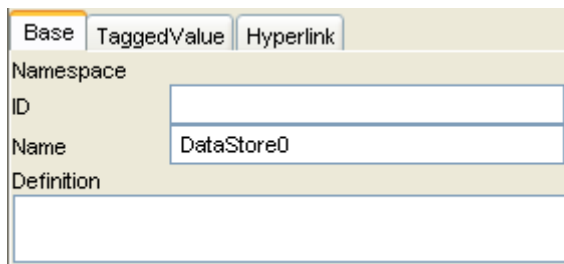 Base TaggedValue Hyperlink
Namespace
ID
Name DataStore0
Definition